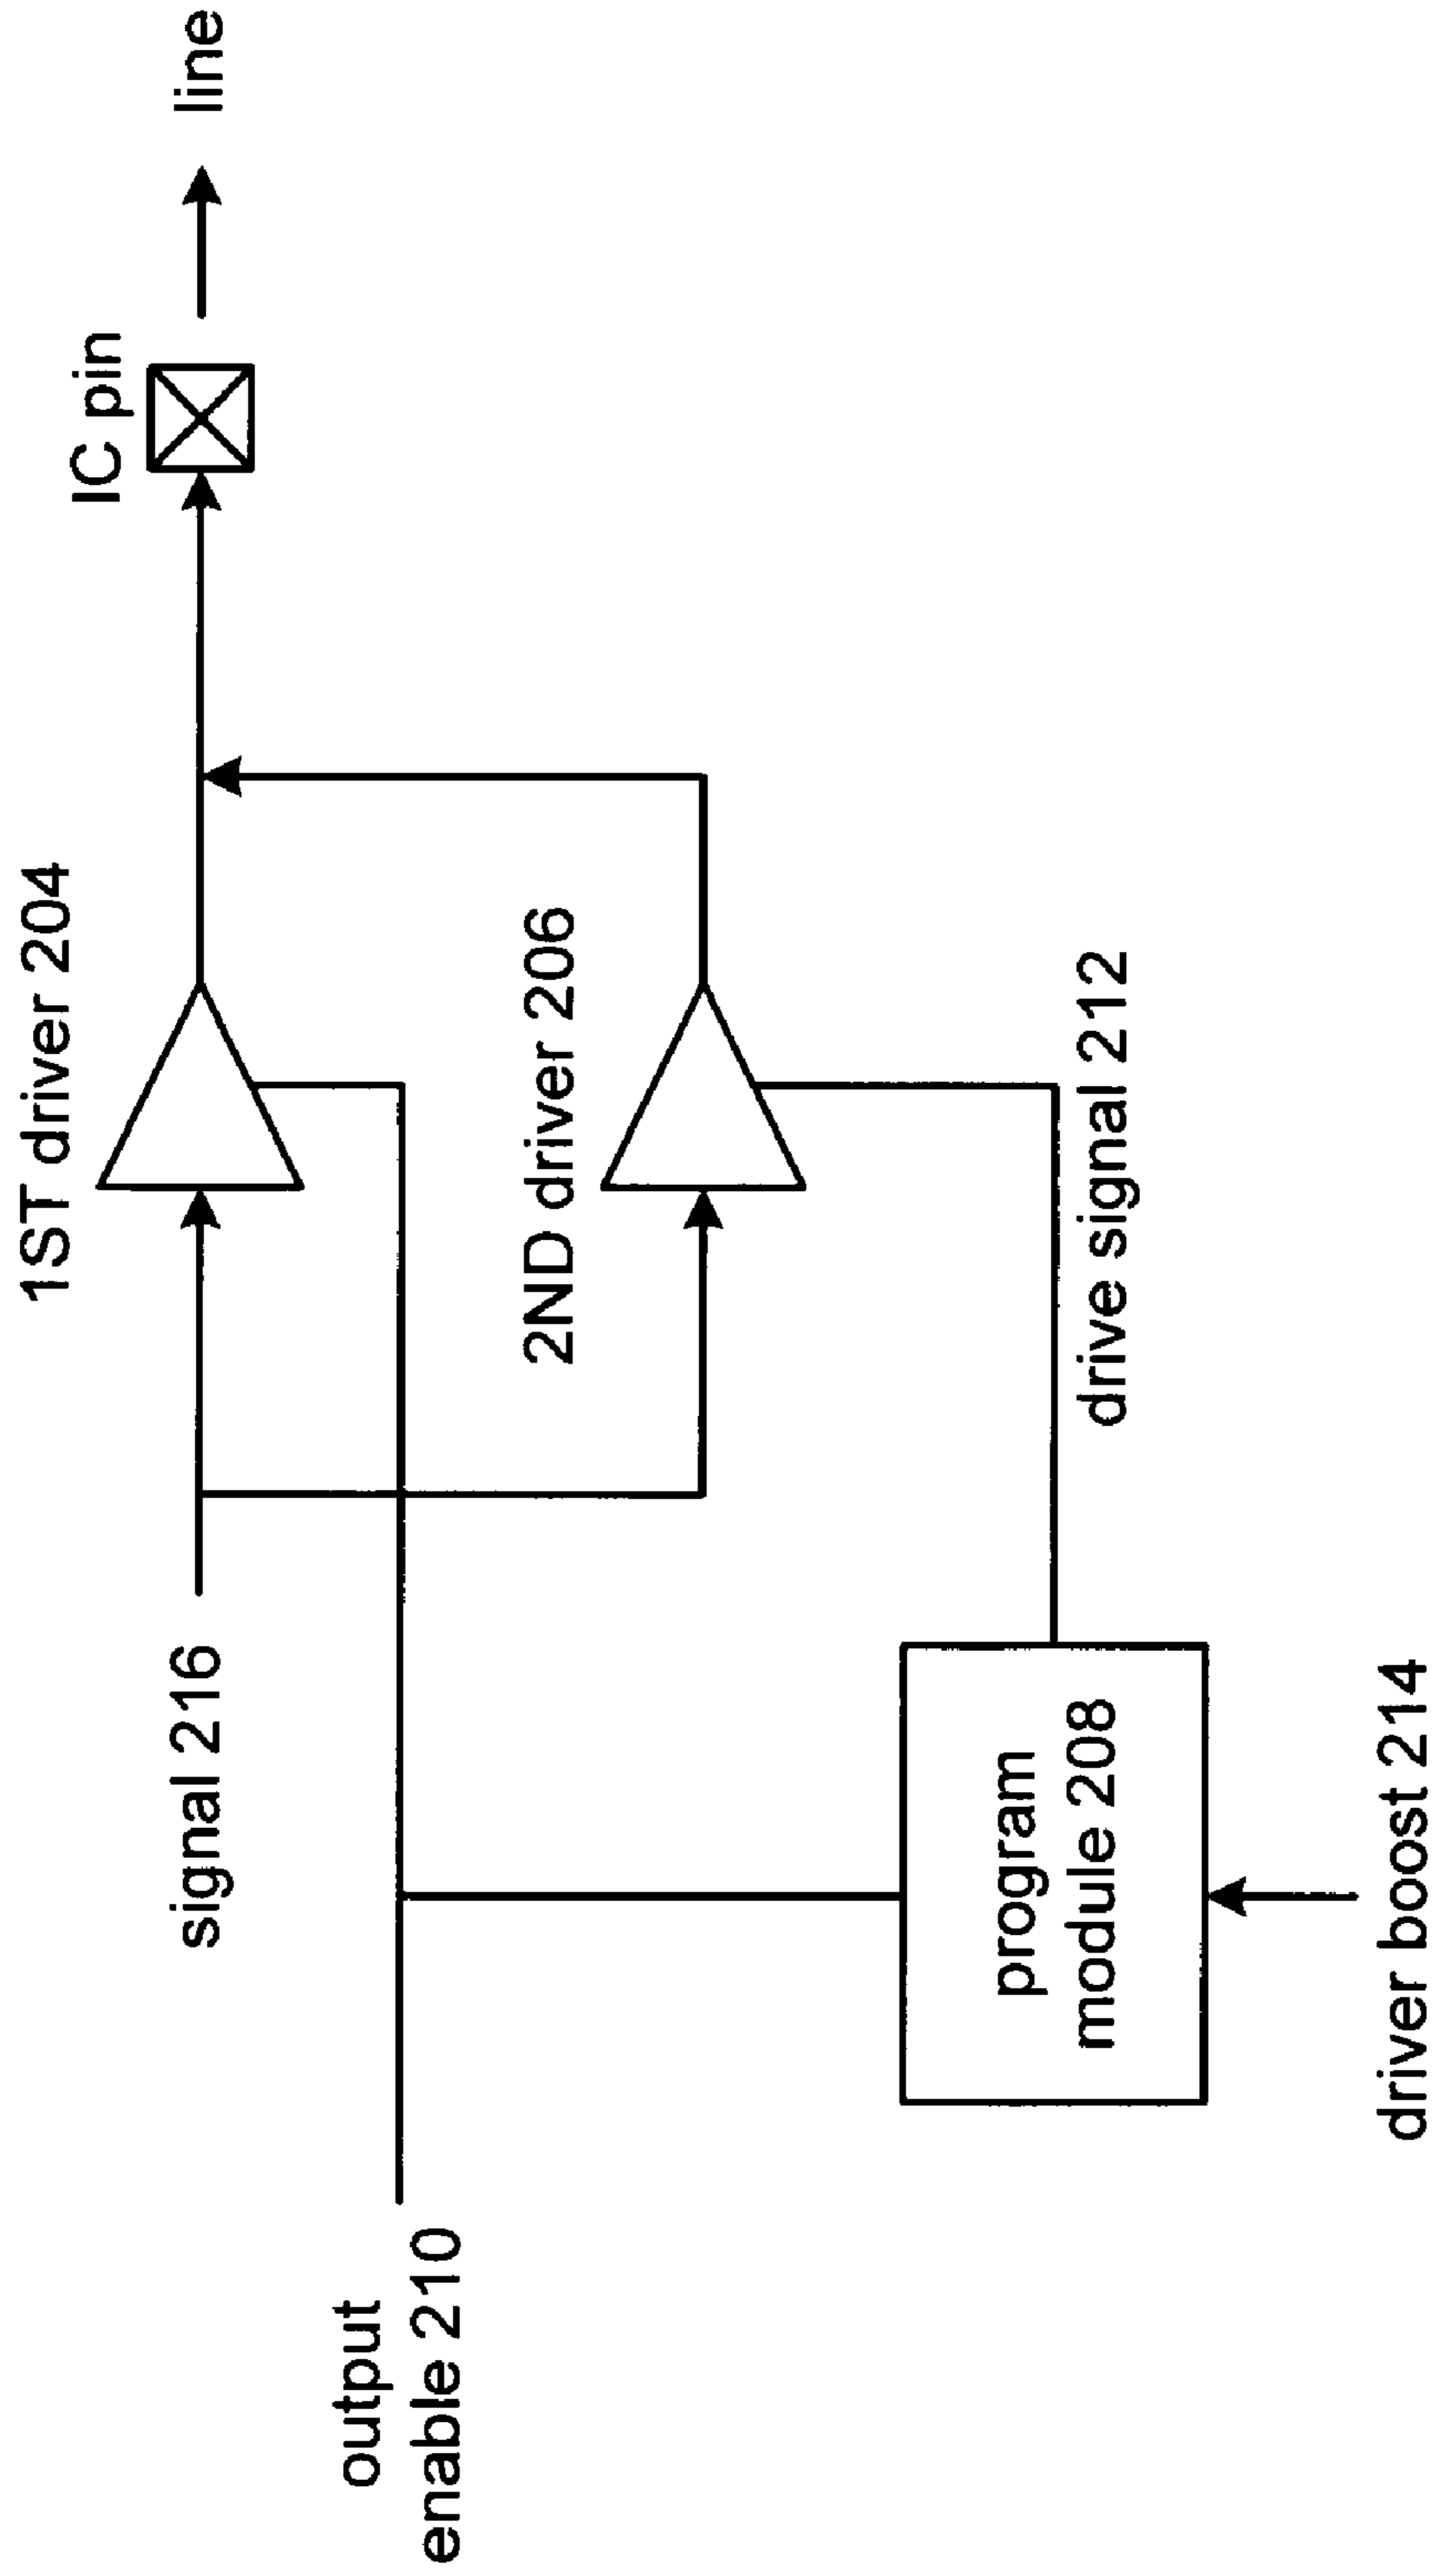 1ST driver 204
IC pin
line
signal 216
2ND driver 206
output
enable 210
drive signal 212
program
module 208
driver boost 214